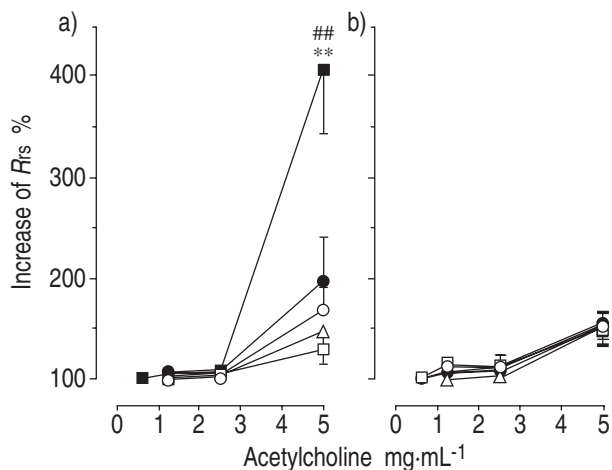 a)
b)
##
**
400
300
200
100
Increase of Rrs %
0 1 2 3 4 5
0 1 2 3 4 5
Acetylcholine mg·mL-1